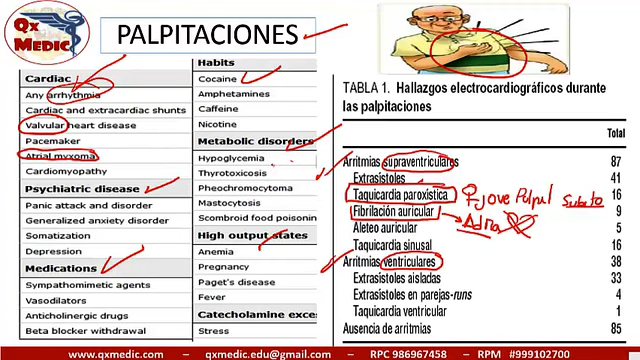 Qx
MEDIC
PALPITACIONES
Cardiac
Any arrhythmia
Cardiac and extracardiac shunts
Valvular heart disease
Pacemaker
Atrial myxoma
Cardiomyopathy
Psychiatric disease
Panic attack and disorder
Generalized anxiety disorder
Somatization
Depression
Medications
Sympathomimetic agents
Vasodilators
Anticholinergic drugs
Beta blocker withdrawal
Habits
Cocaine
Amphetamines
Caffeine
Nicotine
Metabolic disorders
Hypoglycemia
Thyrotoxicosis
Pheochromocytoma
Mastocytosis
Scombroid food poisonin
High output states
Anemia
Pregnancy
Paget's disease
Fever
Catecholamine exces
Stress
TABLA 1. Hallazgos electrocardiográficos durante
las palpitaciones
Total
Arritmias supraventriculares 87
Extrasístoles 41
Taquicardia paroxística 16
Fibrilación auricular 9
Aleteo auricular 5
Taquicardia sinusal 16
Arritmias ventriculares 38
Extrasístoles aisladas 33
Extrasístoles en parejas-runs 4
Taquicardia ventricular 1
Ausencia de arritmias 85
♀ jove Palpul subito
www.qxmedic.com – qxmedic.edu@gmail.com – RPC 986967458 – RPM #999102700